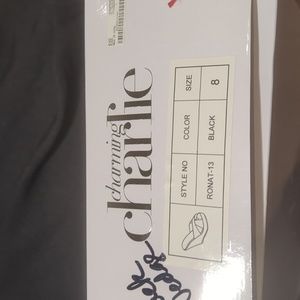 charming
charlie
STYLE NO COLOR SIZE
RONAT-13 BLACK 8